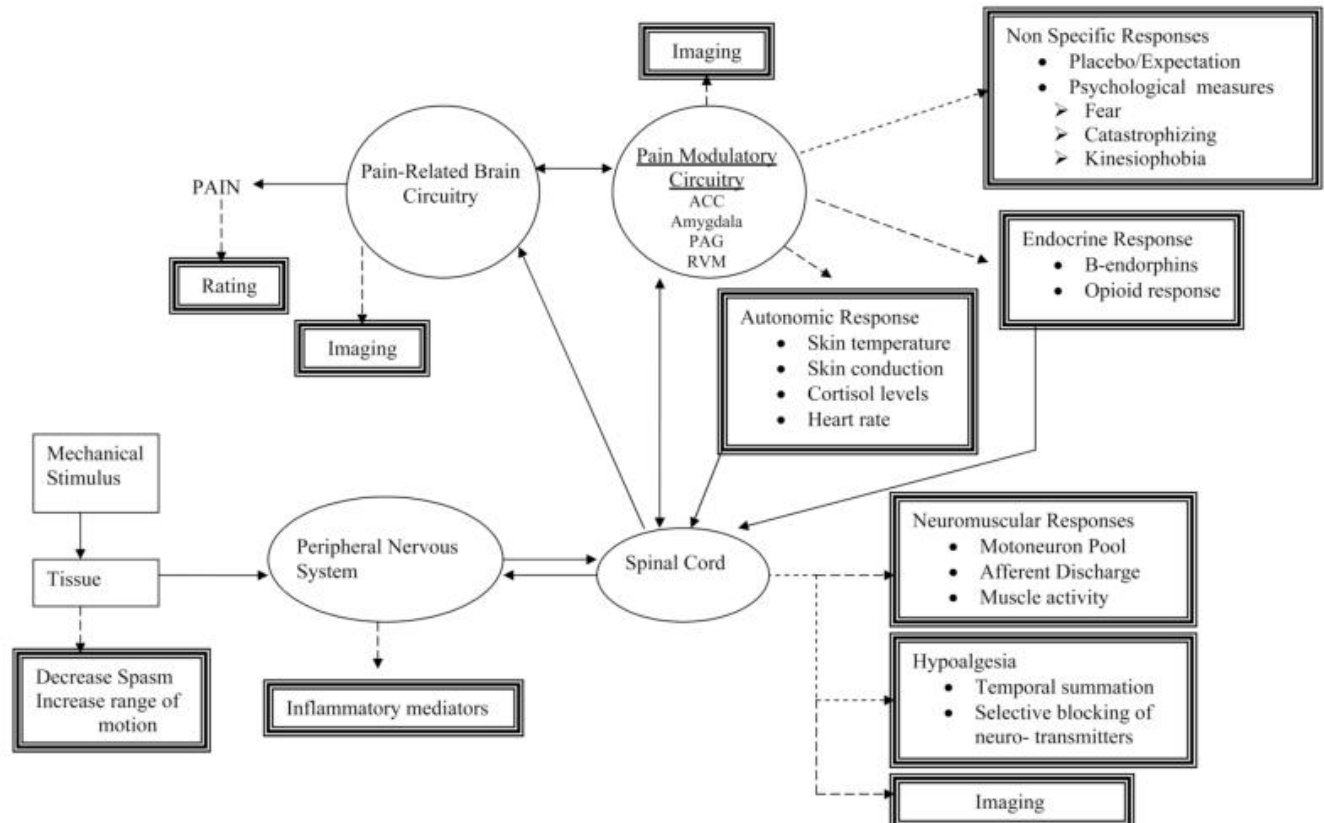 Imaging
Non Specific Responses
● Placebo/Expectation
● Psychological measures
➢ Fear
➢ Catastrophizing
➢ Kinesiophobia
Pain-Related Brain
Circuitry
Pain Modulatory
Circuitry
ACC
Amygdala
PAG
RVM
PAIN
Rating
Imaging
Endocrine Response
● B-endorphins
● Opioid response
Autonomic Response
● Skin temperature
● Skin conduction
● Cortisol levels
● Heart rate
Mechanical
Stimulus
Tissue
Peripheral Nervous
System
Spinal Cord
Neuromuscular Responses
● Motoneuron Pool
● Afferent Discharge
● Muscle activity
Decrease Spasm
Increase range of
motion
Inflammatory mediators
Hypoalgesia
● Temporal summation
● Selective blocking of
neuro- transmitters
Imaging